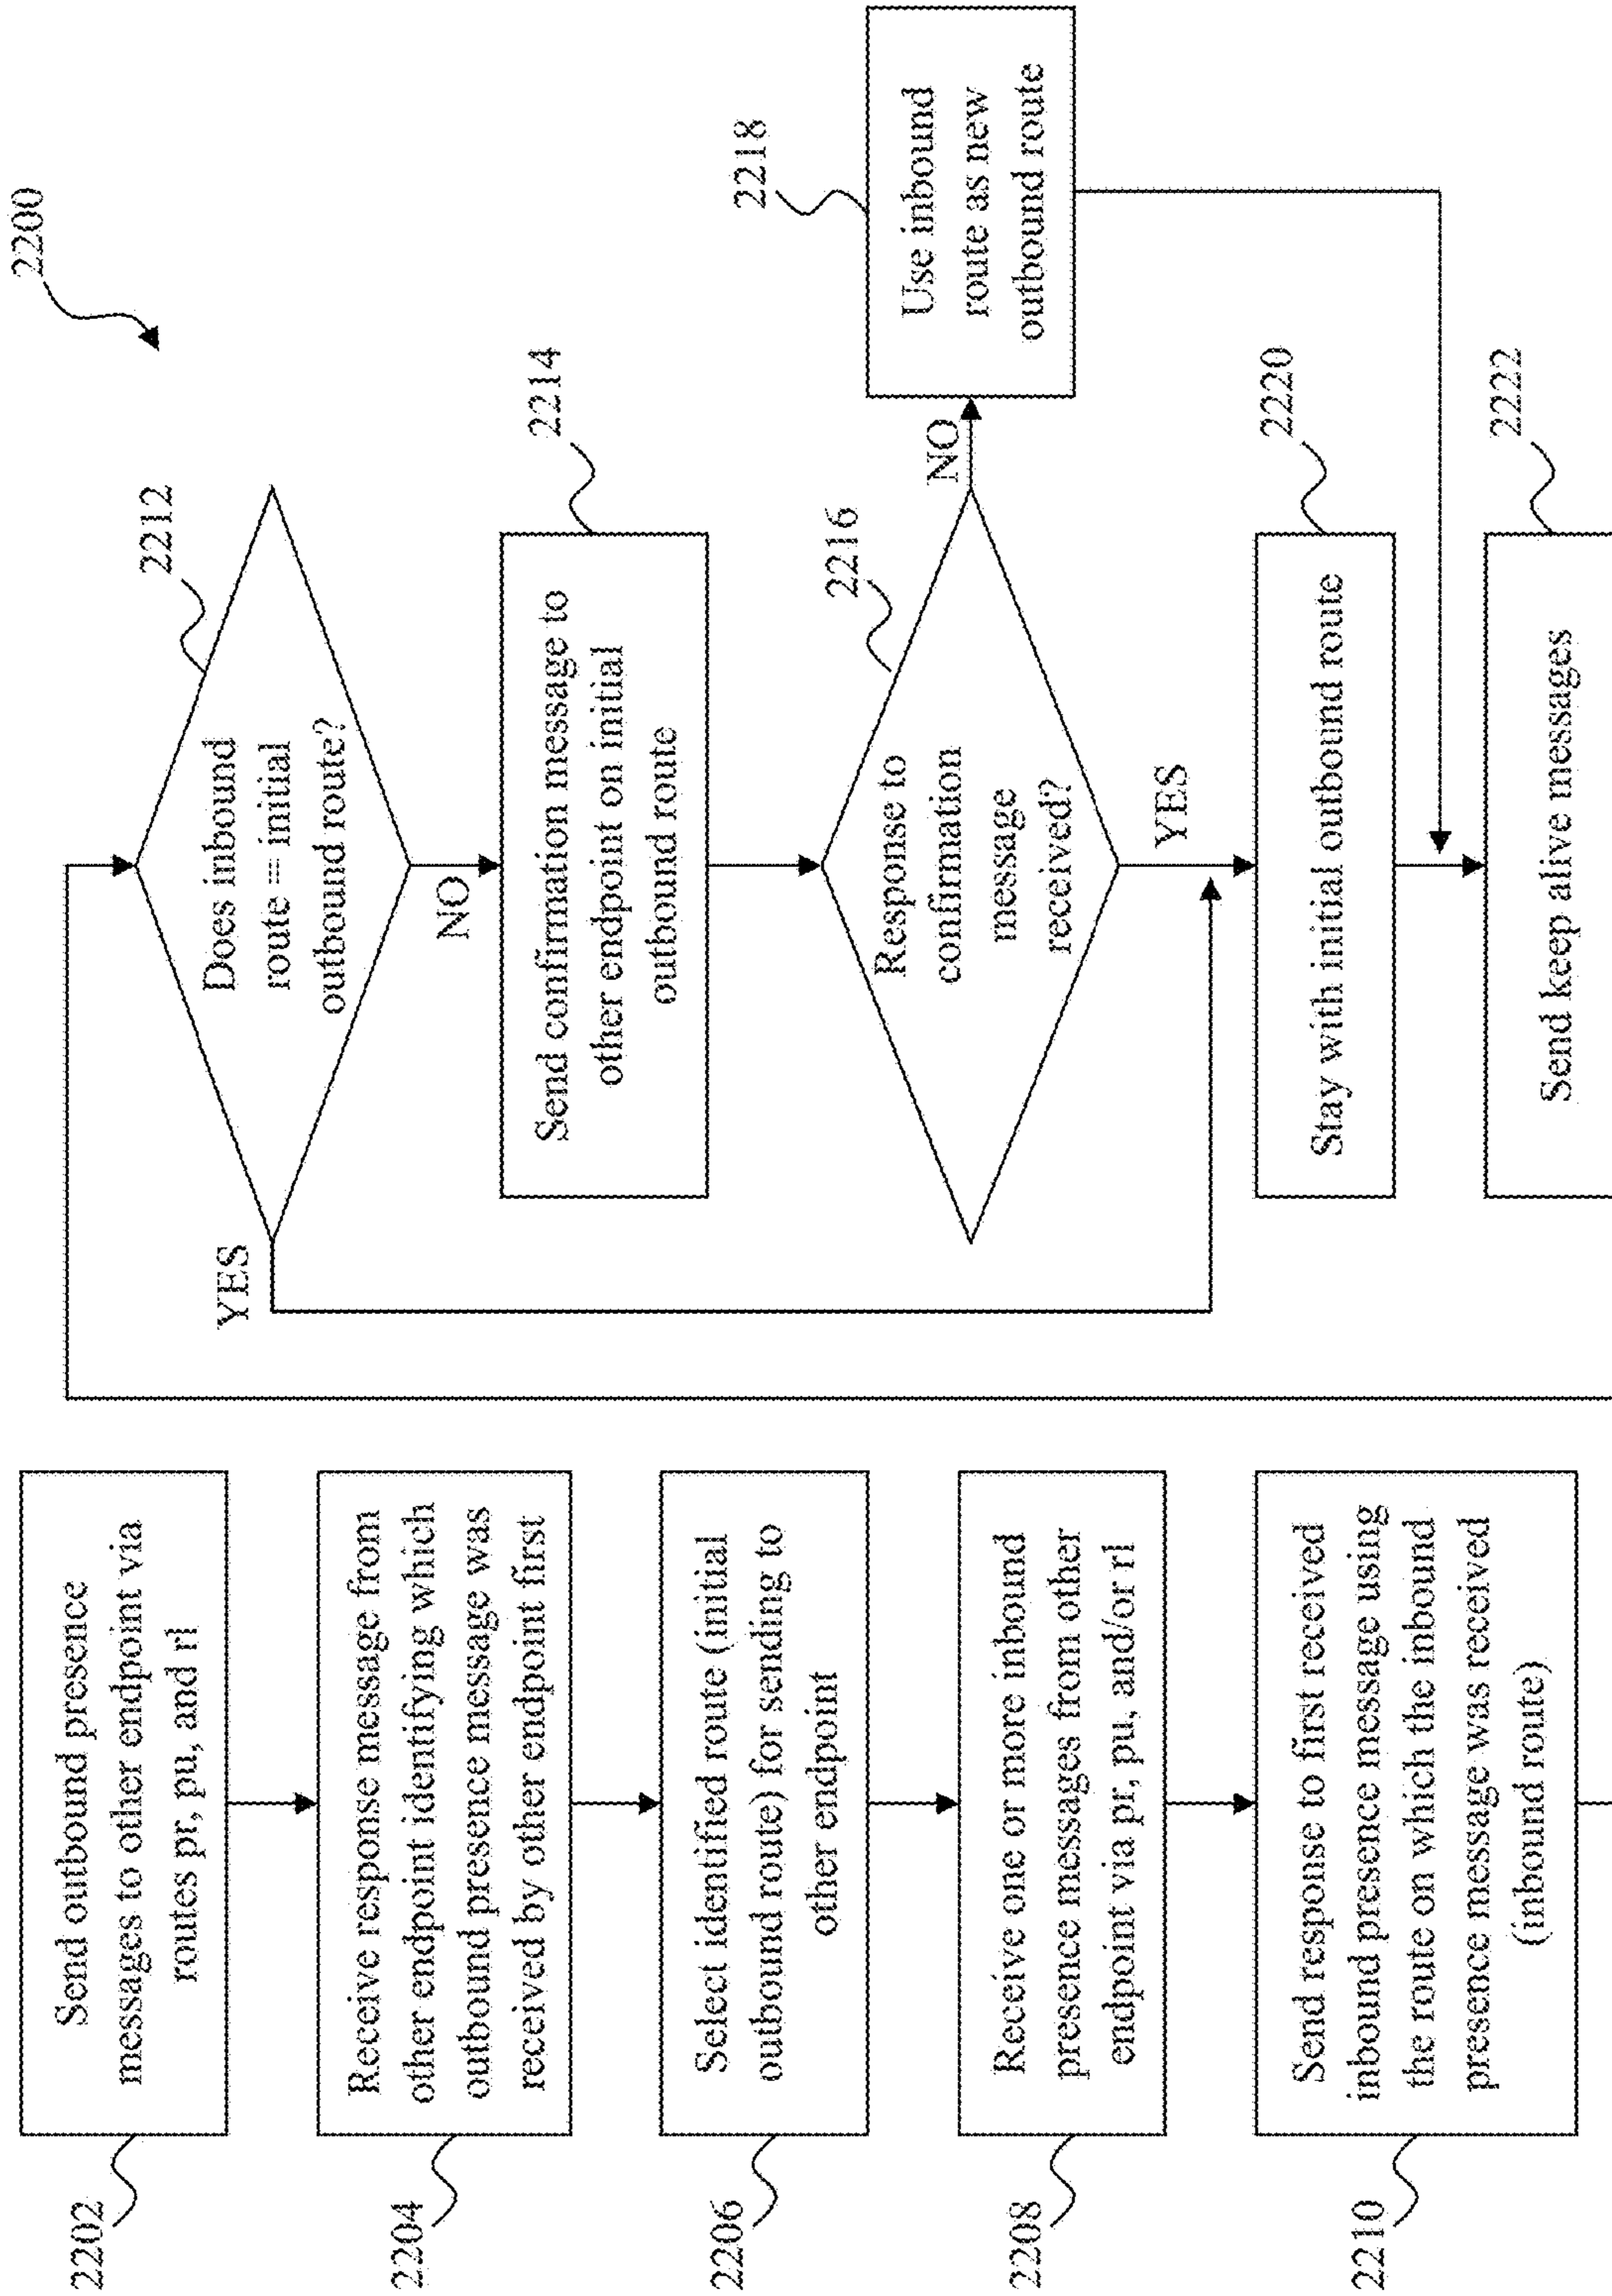 2200
2202
Send outbound presence
messages to other endpoint via
routes pr, pu, and rl
2204
Receive response message from
other endpoint identifying which
outbound presence message was
received by other endpoint first
2206
Select identified route (initial
outbound route) for sending to
other endpoint
2208
Receive one or more inbound
presence messages from other
endpoint via pr, pu, and/or rl
2210
Send response to first received
inbound presence message using
the route on which the inbound
presence message was received
(inbound route)
2212
Does inbound
route = initial
outbound route?
YES
NO
2214
Send confirmation message to
other endpoint on initial
outbound route
2216
Response to
confirmation
message
received?
NO
YES
2218
Use inbound
route as new
outbound route
2220
Stay with initial outbound route
2222
Send keep alive messages